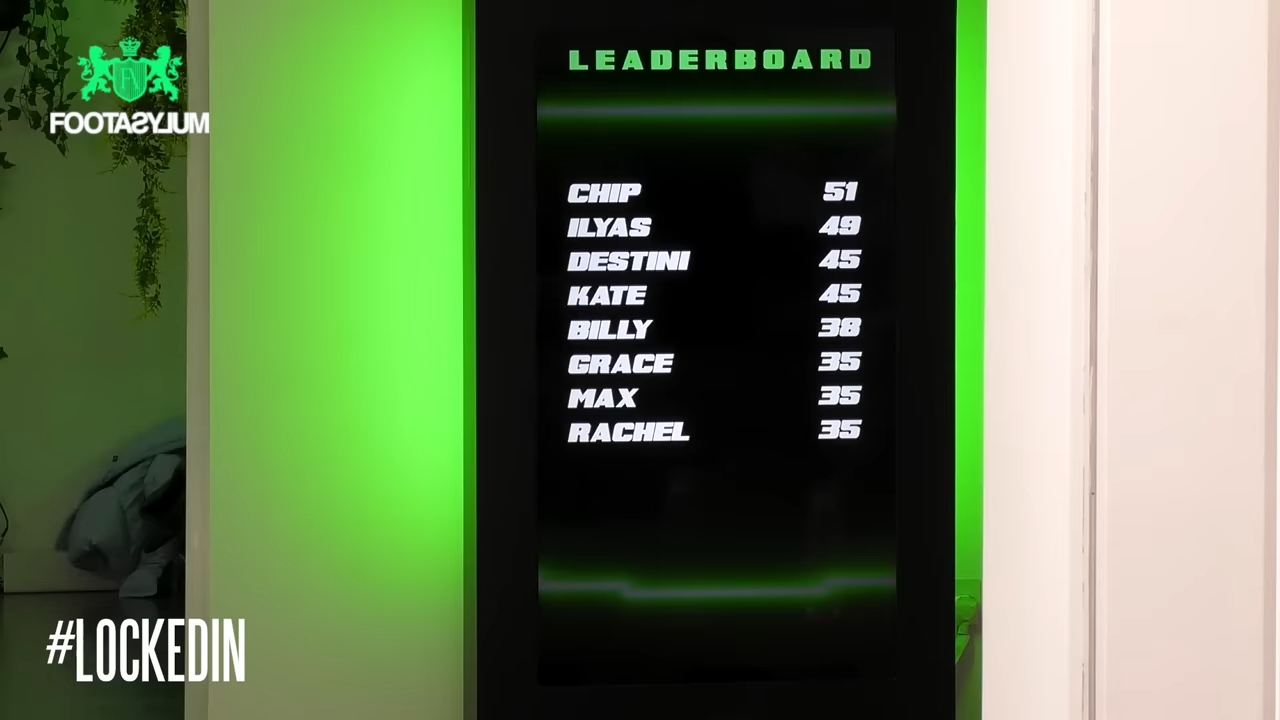 LEADERBOARD
FOOTASYLUM
CHIP 51
ILYAS 49
DESTINI 45
KATE 45
BILLY 38
GRACE 35
MAX 35
RACHEL 35
#LOCKEDIN